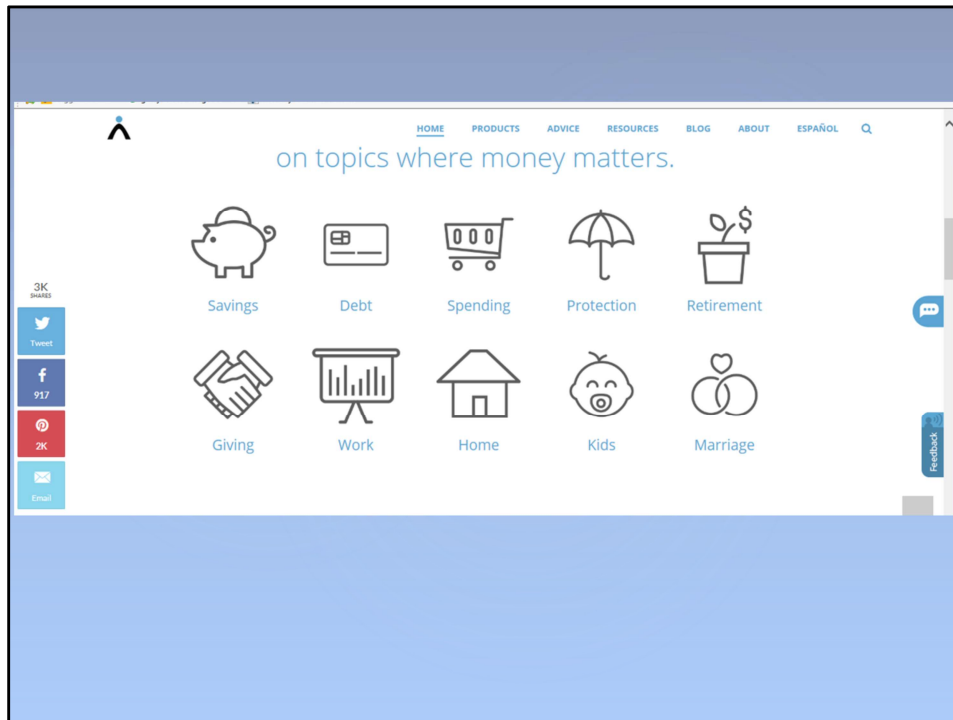 HOME PRODUCTS ADVICE RESOURCES BLOG ABOUT ESPAÑOL
on topics where money matters.
Savings Debt Spending Protection Retirement
3K
SHARES
Tweet
917
2K
Email
Giving Work Home Kids Marriage
Feedback